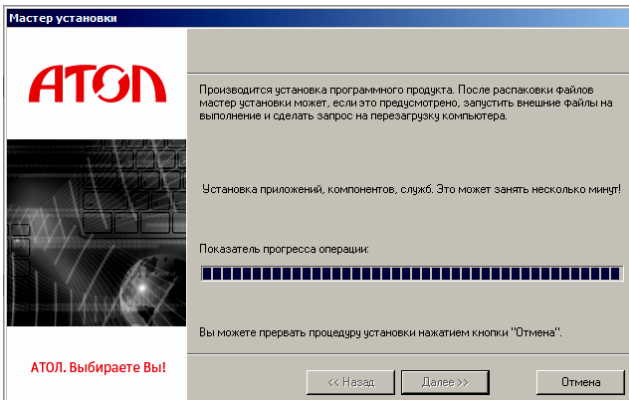 Мастер установки
АТОЛ
Производится установка программного продукта. После распаковки файлов
мастер установки может, если это предусмотрено, запустить внешние файлы на
выполнение и сделать запрос на перезагрузку компьютера.
Установка приложений, компонентов, служб. Это может занять несколько минут!
Показатель прогресса операции:
Вы можете прервать процедуру установки нажатием кнопки "Отмена".
АТОЛ. Выбираете Вы!
<< Назад
Далее >>
Отмена